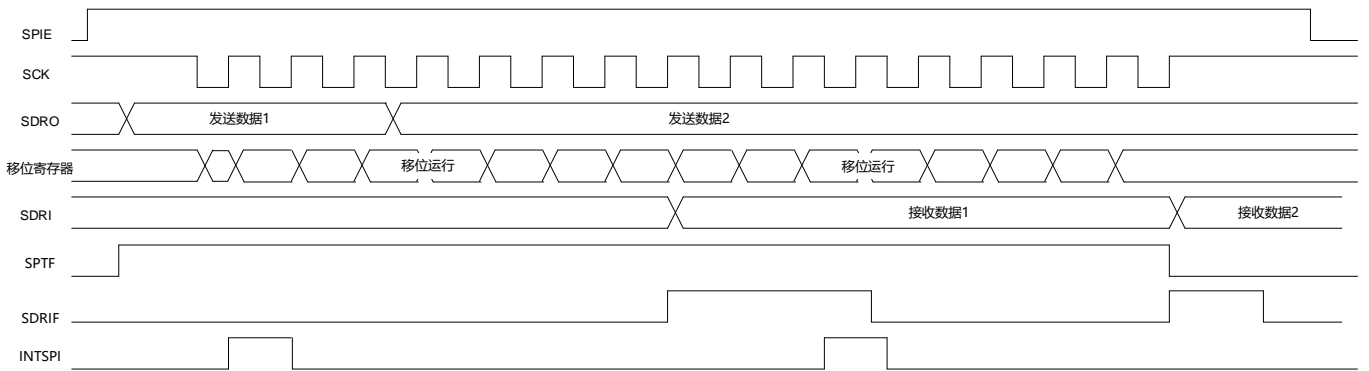 SPIE
SCK
SDRO 发送数据1 发送数据2
移位寄存器 移位运行 移位运行
SDRI 接收数据1 接收数据2
SPTF
SDRIF
INTSPI